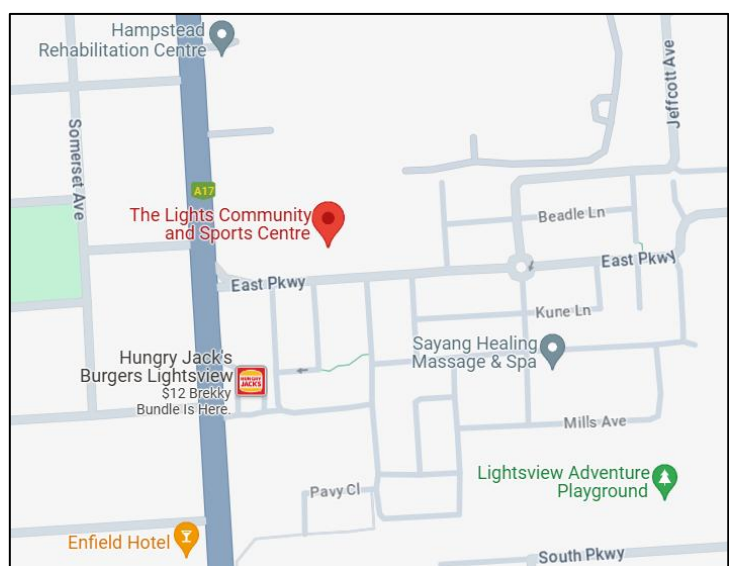 Hampstead
Rehabilitation Centre
Somerset Ave
Jeffcott Ave
A17
The Lights Community
and Sports Centre
Beadle Ln
East Pkwy
East Pkwy
Kune Ln
Sayang Healing
Massage & Spa
Hungry Jack's
Burgers Lightsview
$12 Brekky
Bundle Is Here.
HUNGRY
JACK'S
Mills Ave
Lightsview Adventure
Playground
Pavy Cl
Enfield Hotel
South Pkwy